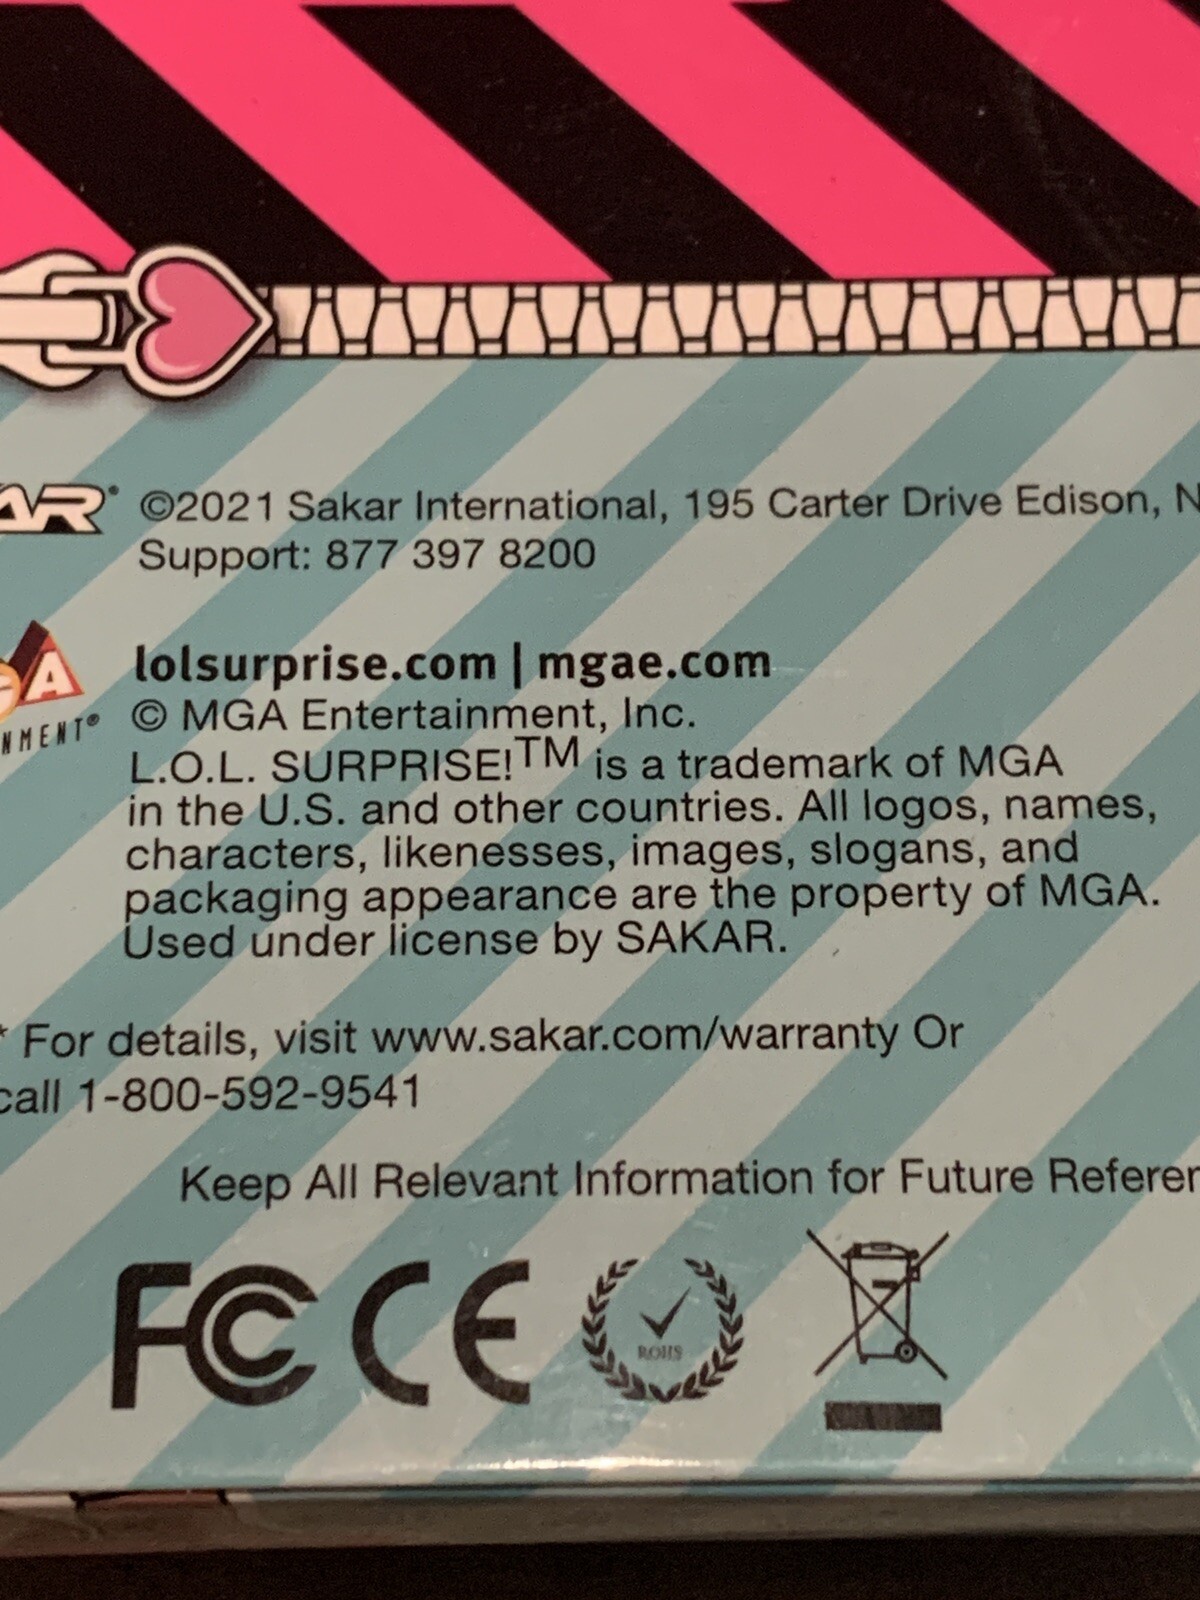 ©2021 Sakar International, 195 Carter Drive Edison,
Support: 877 397 8200
lolsurprise.com | mgae.com
© MGA Entertainment, Inc.
L.O.L. SURPRISE!™ is a trademark of MGA
in the U.S. and other countries. All logos, names,
characters, likenesses, images, slogans, and
packaging appearance are the property of MGA.
Used under license by SAKAR.
* For details, visit www.sakar.com/warranty Or
call 1-800-592-9541
Keep All Relevant Information for Future
FC CE ROHS